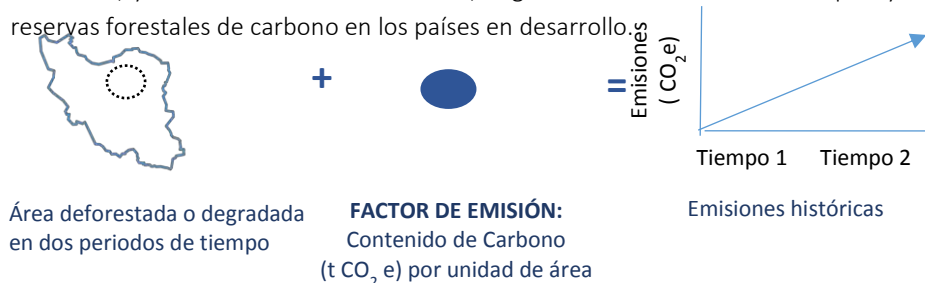 reservas forestales de carbono en los países en desarrollo.
+
=
Emisiones
( CO₂e)
Tiempo 1 Tiempo 2
Área deforestada o degradada
en dos periodos de tiempo
FACTOR DE EMISIÓN:
Contenido de Carbono
(t CO₂ e) por unidad de área
Emisiones históricas